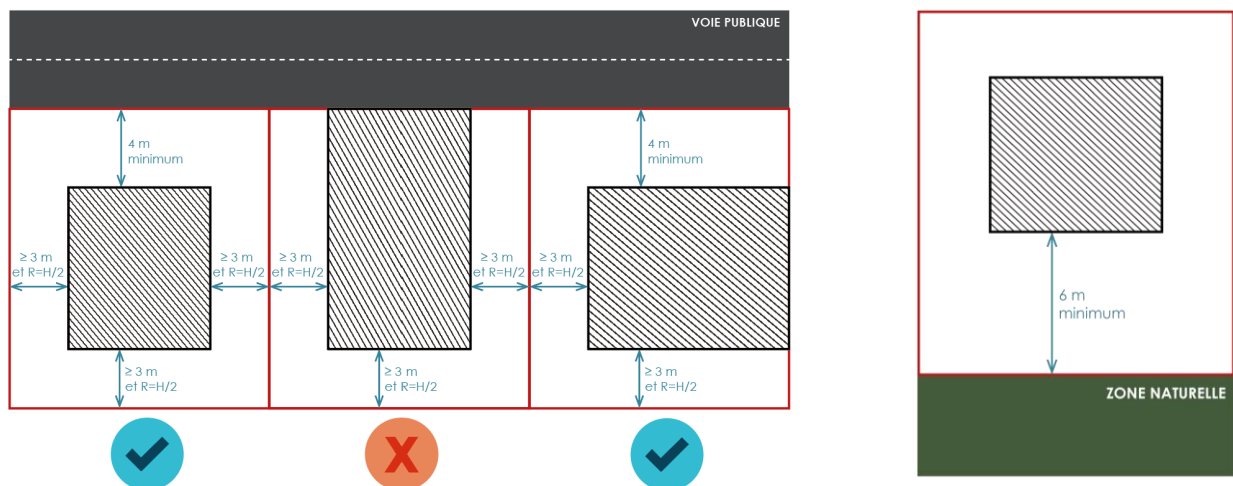 VOIE PUBLIQUE
4 m
minimum
4 m
minimum
≥ 3 m
et R=H/2
≥ 3 m
et R=H/2
≥ 3 m
et R=H/2
≥ 3 m
et R=H/2
≥ 3 m
et R=H/2
≥ 3 m
et R=H/2
≥ 3 m
et R=H/2
≥ 3 m
et R=H/2
X
6 m
minimum
ZONE NATURELLE